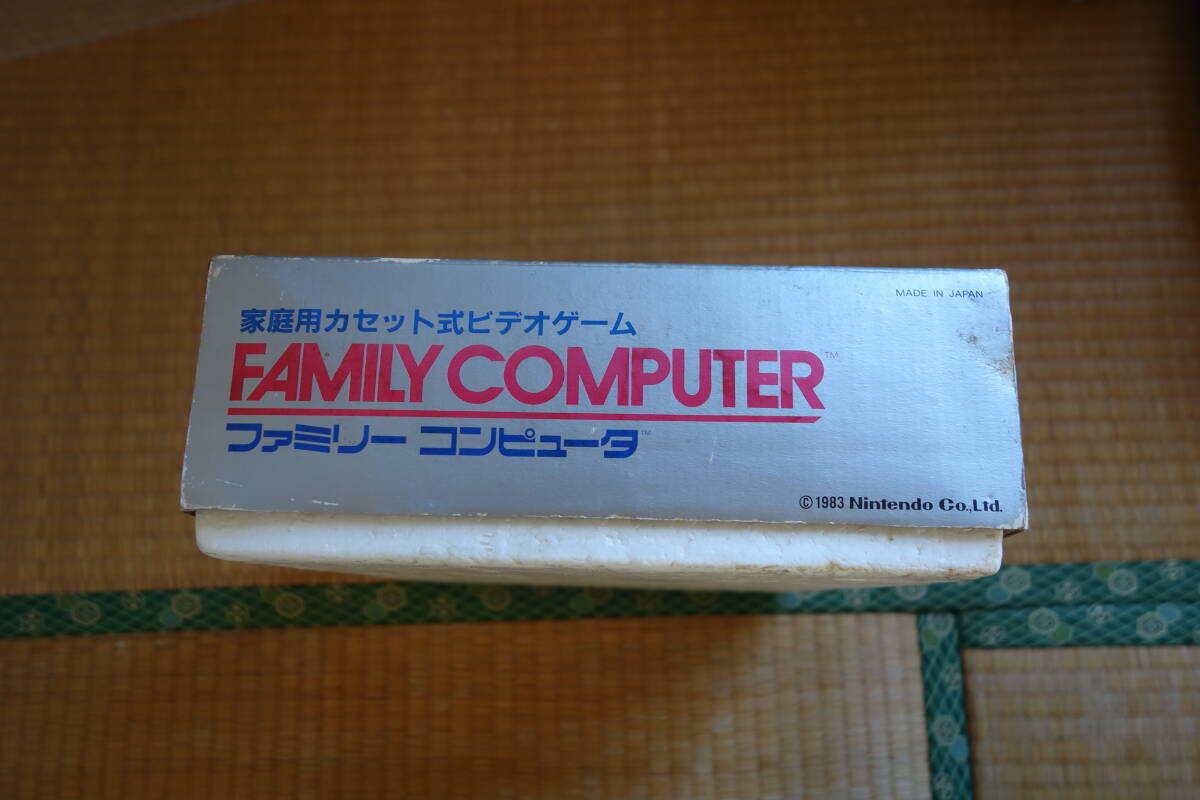 MADE IN JAPAN
家庭用カセット式ビデオゲーム
FAMILY COMPUTER™
ファミリー コンピュータ™
©1983 Nintendo Co.,Ltd.